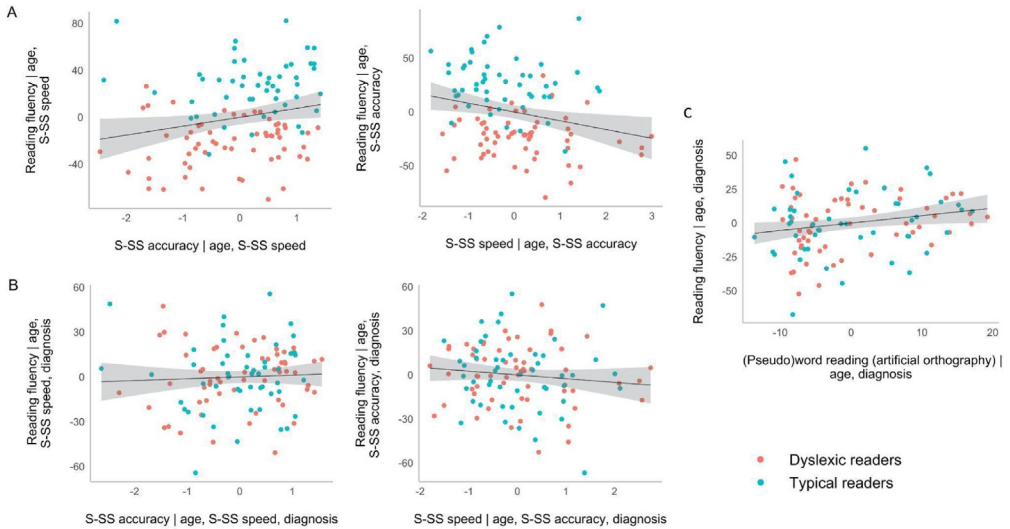 A
Reading fluency | age,
S-SS speed
80
40
0
-40
-2
-1
0
1
S-SS accuracy | age, S-SS speed
Reading fluency | age,
S-SS accuracy
50
0
-50
-2
-1
0
1
2
3
S-SS speed | age, S-SS accuracy
B
Reading fluency | age,
S-SS speed, diagnosis
60
30
0
-30
-60
-2
-1
0
1
S-SS accuracy | age, S-SS speed, diagnosis
Reading fluency | age,
S-SS accuracy, diagnosis
60
30
0
-30
-60
-2
-1
0
1
2
S-SS speed | age, S-SS accuracy, diagnosis
C
Reading fluency | age, diagnosis
50
25
0
-25
-50
-10
0
10
20
(Pseudo)word reading (artificial orthography) |
age, diagnosis
Dyslexic readers
Typical readers